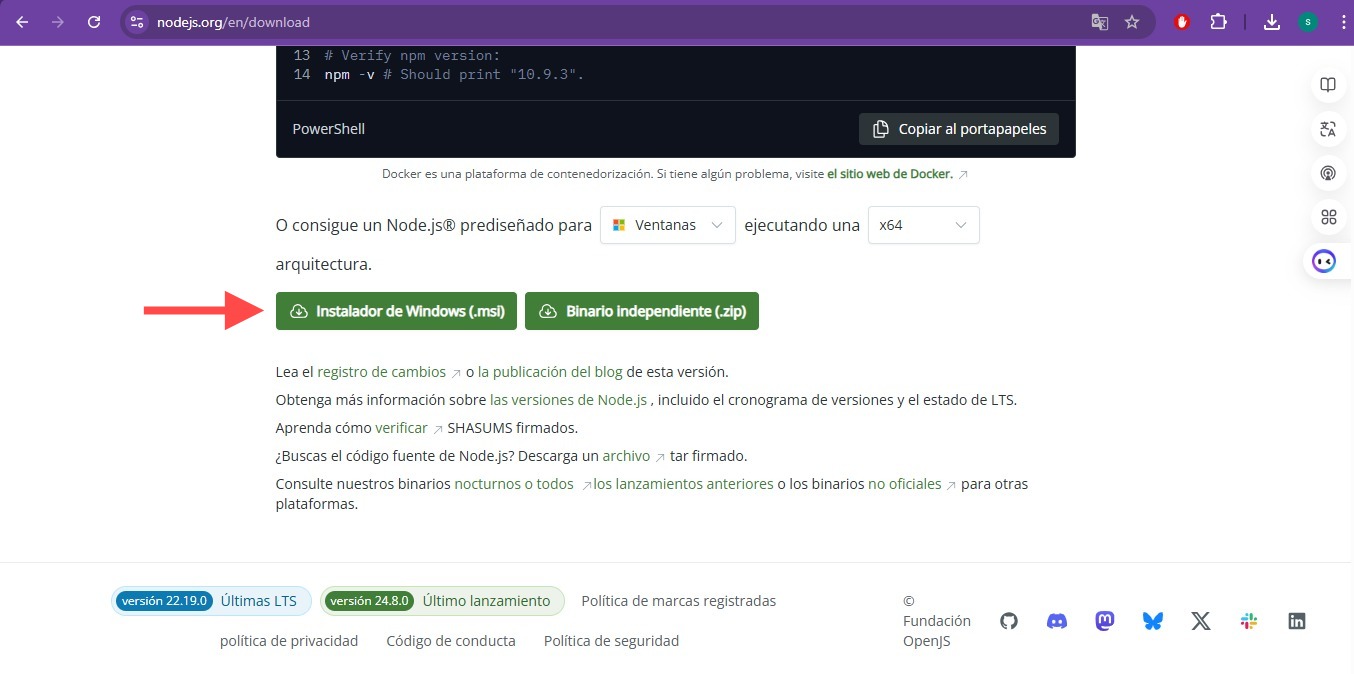 nodejs.org/en/download
S
13 # Verify npm version:
14 npm -v # Should print "10.9.3".
PowerShell
Copiar al portapapeles
Docker es una plataforma de contenedorización. Si tiene algún problema, visite el sitio web de Docker.
O consigue un Node.js® prediseñado para Ventanas ejecutando una x64
arquitectura.
Instalador de Windows (.msi) Binario independiente (.zip)
Lea el registro de cambios o la publicación del blog de esta versión.
Obtenga más información sobre las versiones de Node.js , incluido el cronograma de versiones y el estado de LTS.
Aprenda cómo verificar SHASUMS firmados.
¿Buscas el código fuente de Node.js? Descarga un archivo tar firmado.
Consulte nuestros binarios nocturnos o todos los lanzamientos anteriores o los binarios no oficiales para otras
plataformas.
versión 22.19.0 Últimas LTS versión 24.8.0 Último lanzamiento Política de marcas registradas
política de privacidad Código de conducta Política de seguridad
©
Fundación
OpenJS